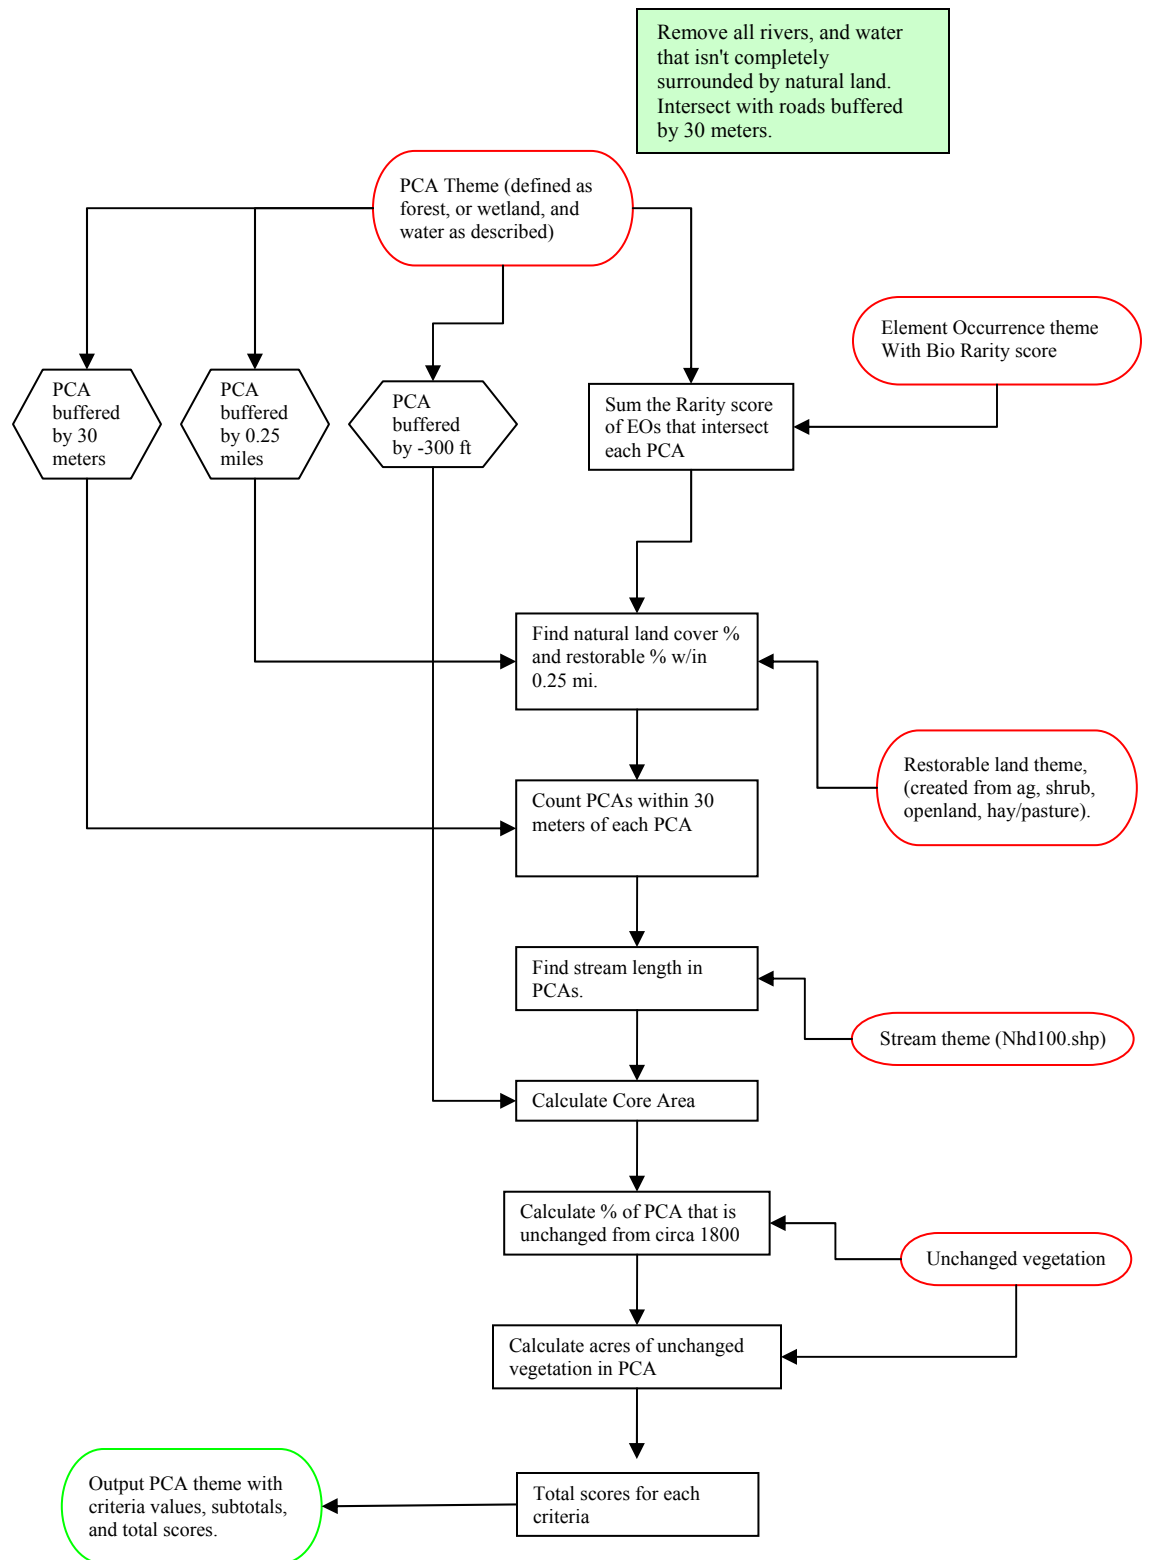 Remove all rivers, and water
that isn't completely
surrounded by natural land.
Intersect with roads buffered
by 30 meters.
PCA Theme (defined as
forest, or wetland, and
water as described)
Element Occurrence theme
With Bio Rarity score
PCA
buffered
by 30
meters
PCA
buffered
by 0.25
miles
PCA
buffered
by -300 ft
Sum the Rarity score
of EOs that intersect
each PCA
Find natural land cover %
and restorable % w/in
0.25 mi.
Restorable land theme,
(created from ag, shrub,
openland, hay/pasture).
Count PCAs within 30
meters of each PCA
Find stream length in
PCAs.
Stream theme (Nhd100.shp)
Calculate Core Area
Calculate % of PCA that is
unchanged from circa 1800
Unchanged vegetation
Calculate acres of unchanged
vegetation in PCA
Output PCA theme with
criteria values, subtotals,
and total scores.
Total scores for each
criteria